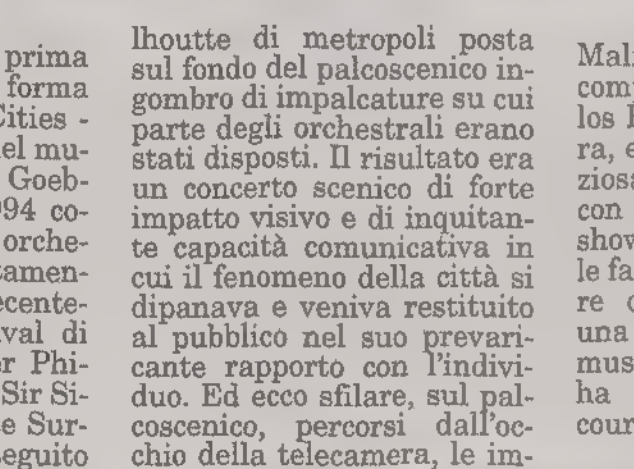 prima
forma
Cities -
el mu-
Goeb-
94 co-
orche-
tamen-
ecente-
val di
r Phi-
Sir Si-
e Sur-
seguito
lhoutte di metropoli posta
sul fondo del palcoscenico in-
gombro di impalcature su cui
parte degli orchestrali erano
stati disposti. Il risultato era
un concerto scenico di forte
impatto visivo e di inquitan-
te capacità comunicativa in
cui il fenomeno della città si
dipanava e veniva restituito
al pubblico nel suo prevari-
cante rapporto con l'indivi-
duo. Ed ecco sfilare, sul pal-
coscenico, percorsi dall'oc-
chio della telecamera, le im-
Mali
com
los
ra, e
ziosa
con
show
le fa
re
una
mus
ha
cour